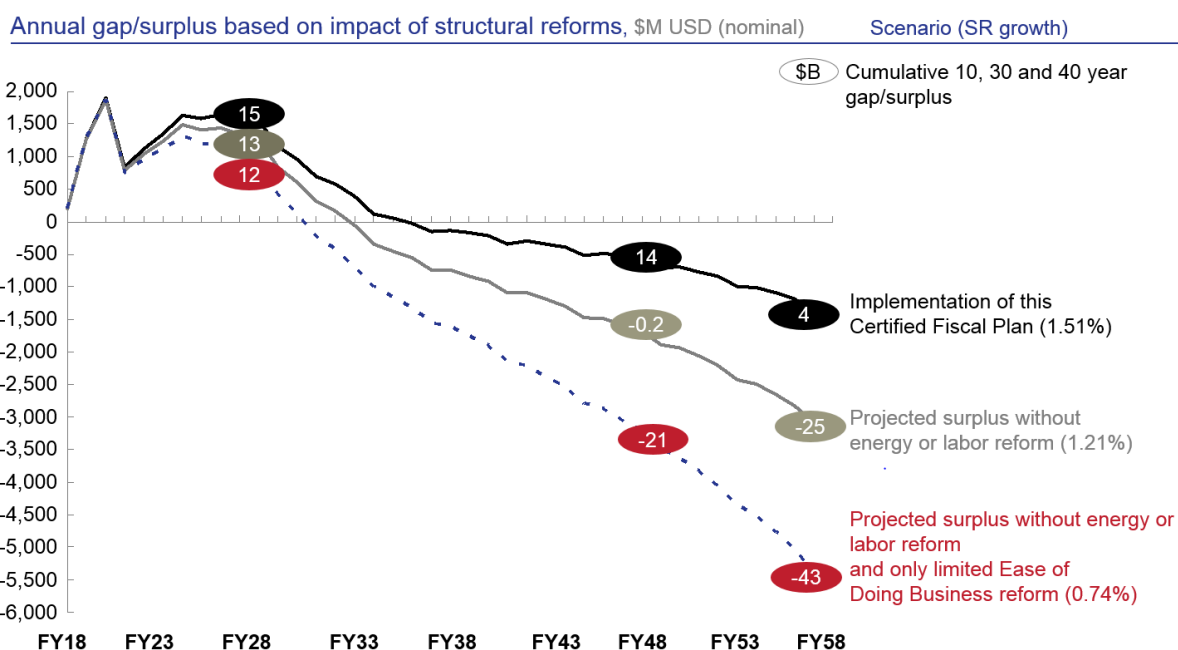 Annual gap/surplus based on impact of structural reforms, $M USD (nominal)
Scenario (SR growth)
$B
Cumulative 10, 30 and 40 year
gap/surplus
2,000
1,500
1,000
500
0
-500
-1,000
-1,500
-2,000
-2,500
-3,000
-3,500
-4,000
-4,500
-5,000
-5,500
-6,000
15
13
12
14
-0.2
-21
4
-25
-43
Implementation of this
Certified Fiscal Plan (1.51%)
Projected surplus without
energy or labor reform (1.21%)
Projected surplus without energy or
labor reform
and only limited Ease of
Doing Business reform (0.74%)
FY18 FY23 FY28 FY33 FY38 FY43 FY48 FY53 FY58